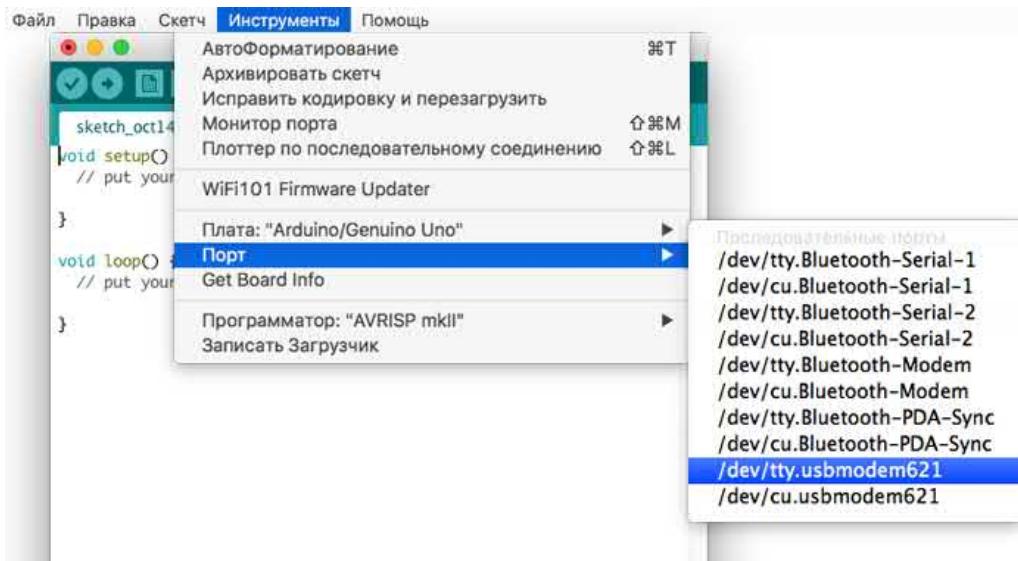 Файл Правка Скетч Инструменты Помощь
АвтоФорматирование ⌘T
Архивировать скетч
Исправить кодировку и перезагрузить
Монитор порта ⇧⌘M
Плоттер по последовательному соединению ⇧⌘L
WiFi101 Firmware Updater
Плата: "Arduino/Genuino Uno"
Порт
Get Board Info
Программатор: "AVRISP mkII"
Записать Загрузчик
sketch_oct14
void setup()
// put your
}
void loop() {
// put your
}
Последовательные порты
/dev/tty.Bluetooth-Serial-1
/dev/cu.Bluetooth-Serial-1
/dev/tty.Bluetooth-Serial-2
/dev/cu.Bluetooth-Serial-2
/dev/tty.Bluetooth-Modem
/dev/cu.Bluetooth-Modem
/dev/tty.Bluetooth-PDA-Sync
/dev/cu.Bluetooth-PDA-Sync
/dev/tty.usbmodem621
/dev/cu.usbmodem621